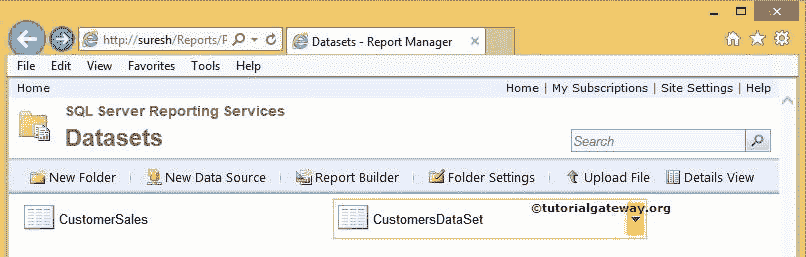 http://suresh/Reports/P
Datasets - Report Manager
File Edit View Favorites Tools Help
Home
Home | My Subscriptions | Site Settings | Help
SQL Server Reporting Services
Datasets
Search
New Folder New Data Source Report Builder Folder Settings Upload File Details View
CustomerSales
CustomersDataSet
©tutorialgateway.org